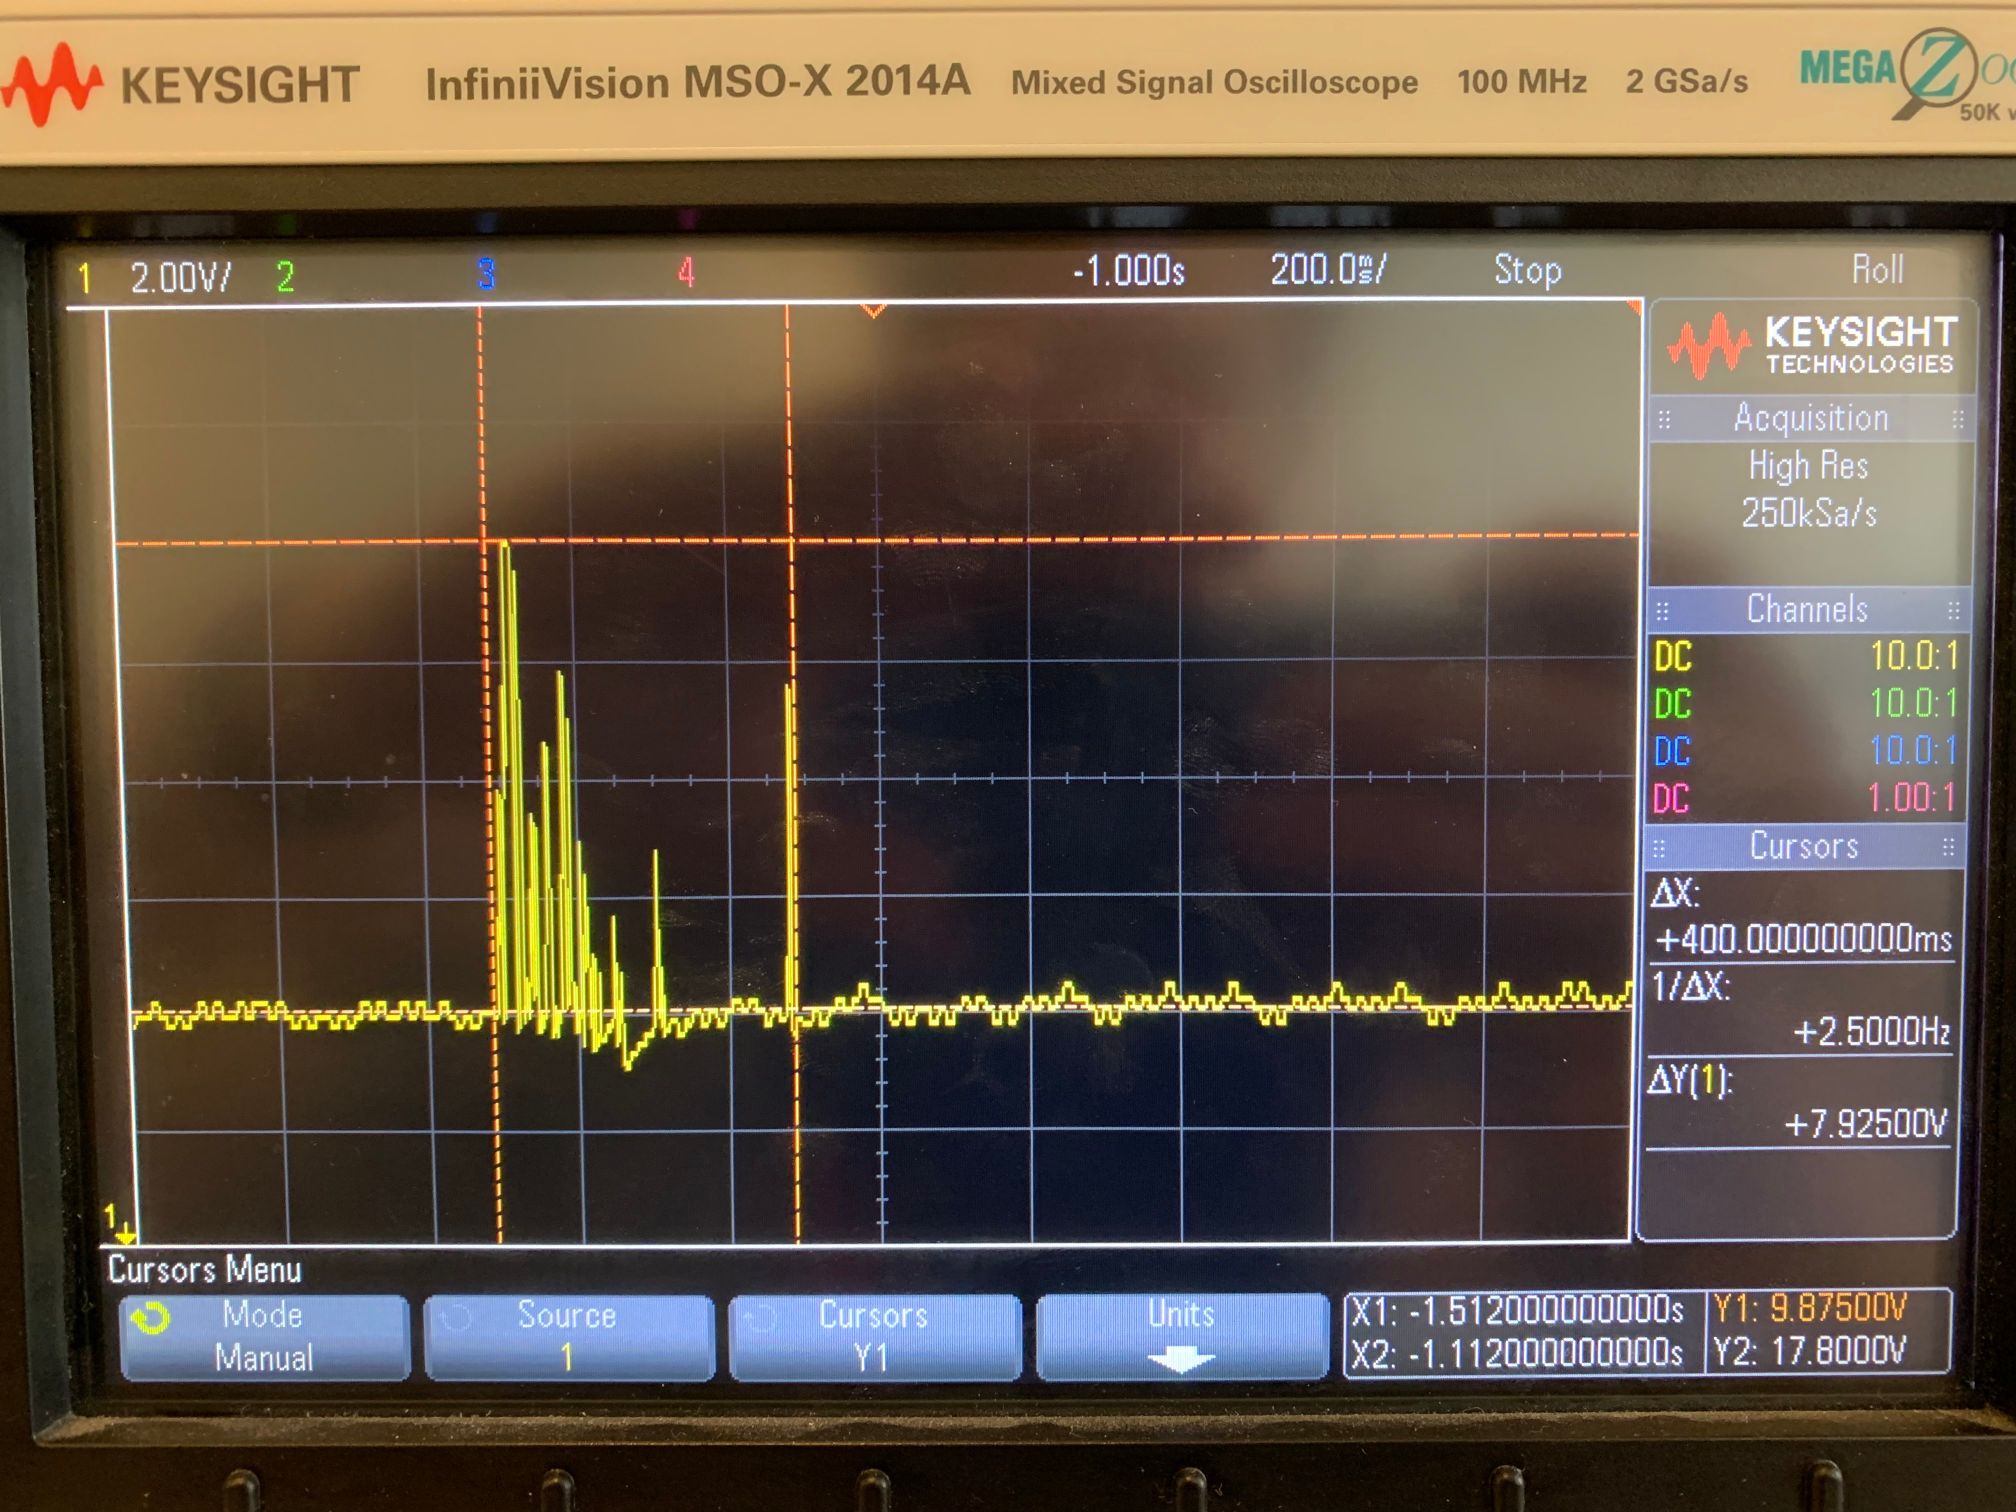 KEYSIGHT InfiniiVision MSO-X 2014A Mixed Signal Oscilloscope 100 MHz 2 GSa/s MEGA
50K
1 2.00V/ 2 3 4 -1.000s 200.0ms/ Stop Roll
KEYSIGHT
TECHNOLOGIES
Acquisition
High Res
250kSa/s
Channels
DC 10.0:1
DC 10.0:1
DC 10.0:1
DC 1.00:1
Cursors
ΔX:
+400.000000000ms
1/ΔX:
+2.5000Hz
ΔY(1):
+7.92500V
1
Cursors Menu
Mode
Manual
Source
1
Cursors
Y1
Units
X1: -1.512000000000s Y1: 9.87500V
X2: -1.112000000000s Y2: 17.8000V